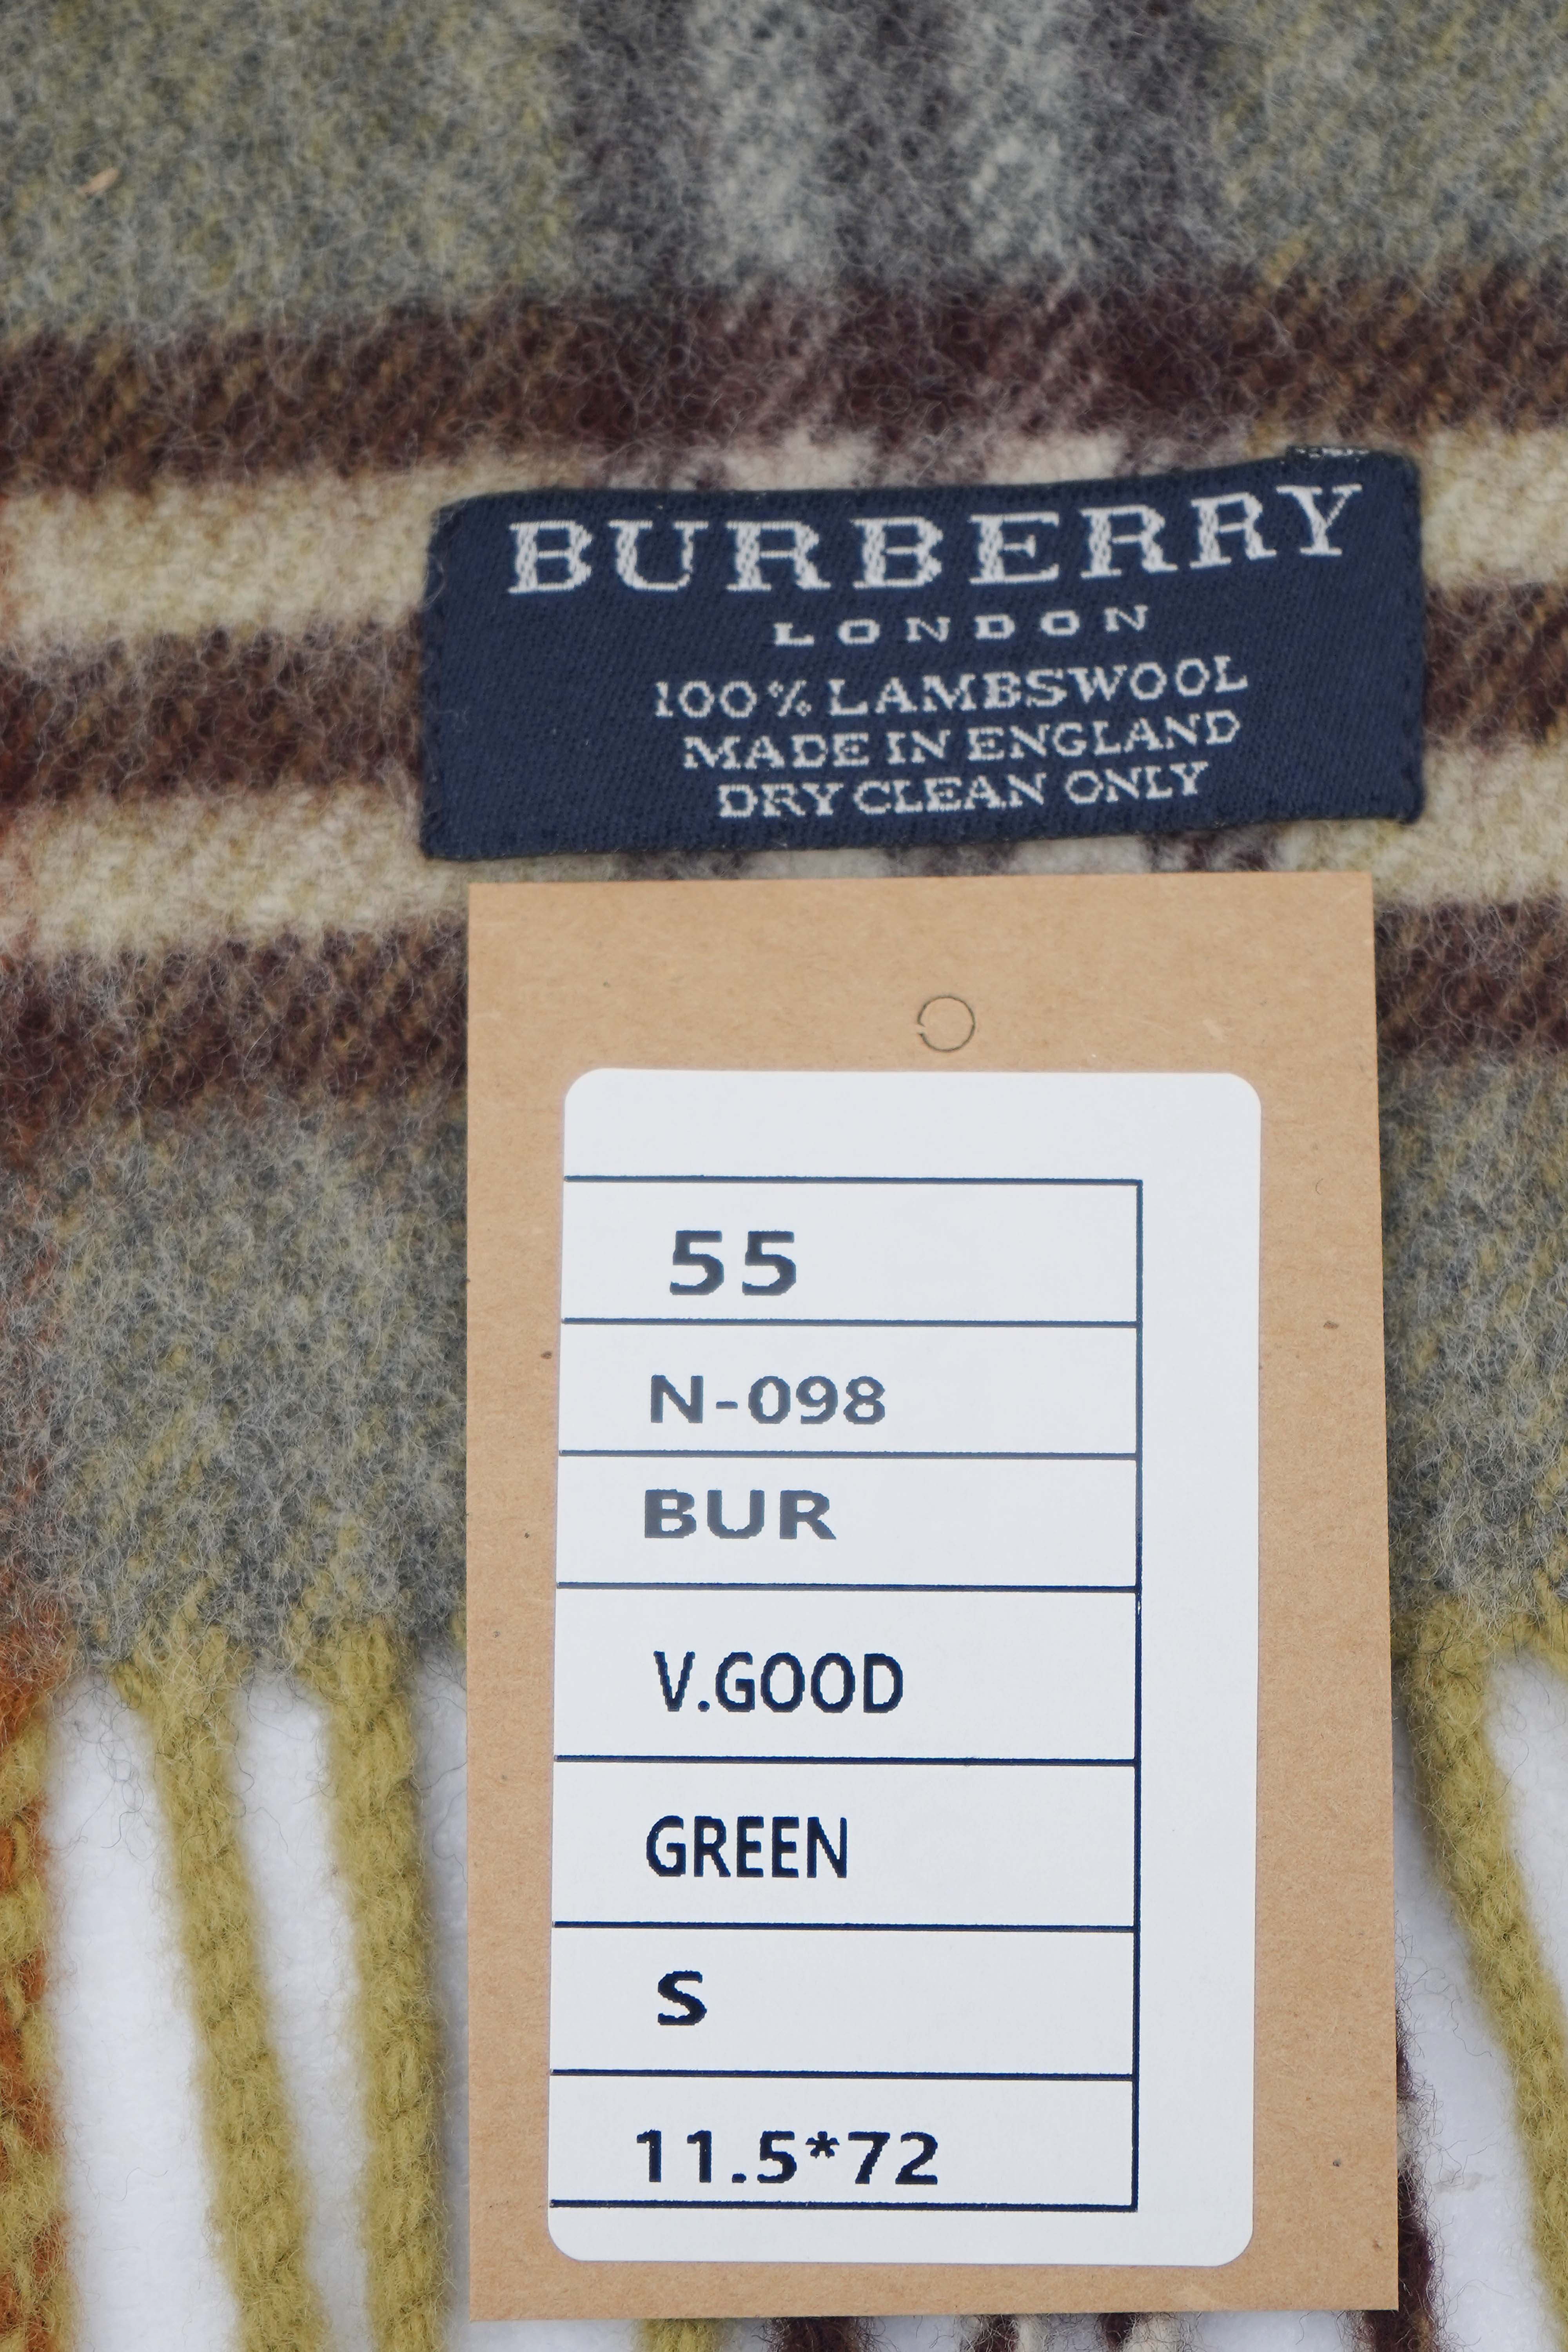 BURBERRY
LONDON
100% LAMBSWOOL
MADE IN ENGLAND
DRY CLEAN ONLY
55
N-098
BUR
V.GOOD
GREEN
S
11.5*72